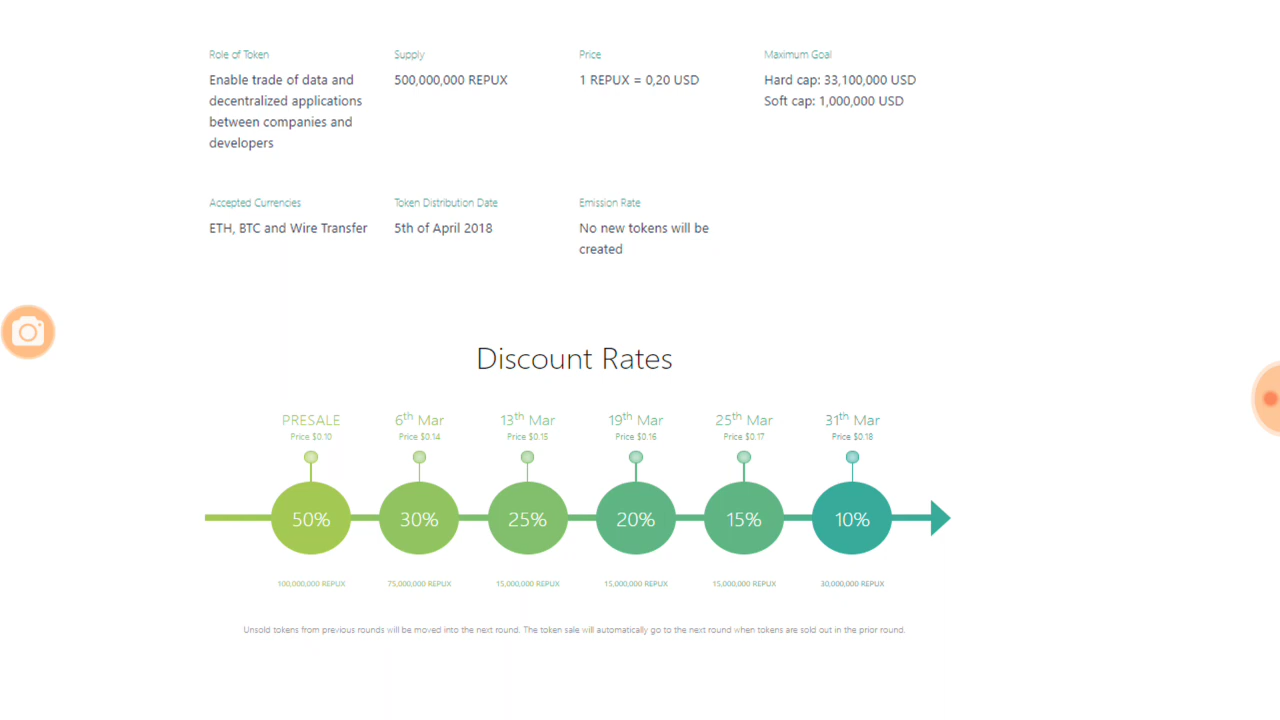 Role of Token
Supply
Price
Maximum Goal
Enable trade of data and
decentralized applications
between companies and
developers
500,000,000 REPUX
1 REPUX = 0,20 USD
Hard cap: 33,100,000 USD
Soft cap: 1,000,000 USD
Accepted Currencies
Token Distribution Date
Emission Rate
ETH, BTC and Wire Transfer
5th of April 2018
No new tokens will be
created
Discount Rates
PRESALE
Price $0.10
6th Mar
Price $0.14
13th Mar
Price $0.15
19th Mar
Price $0.16
25th Mar
Price $0.17
31th Mar
Price $0.18
50%
30%
25%
20%
15%
10%
100,000,000 REPUX
75,000,000 REPUX
15,000,000 REPUX
15,000,000 REPUX
15,000,000 REPUX
30,000,000 REPUX
Unsold tokens from previous rounds will be moved into the next round. The token sale will automatically go to the next round when tokens are sold out in the prior round.